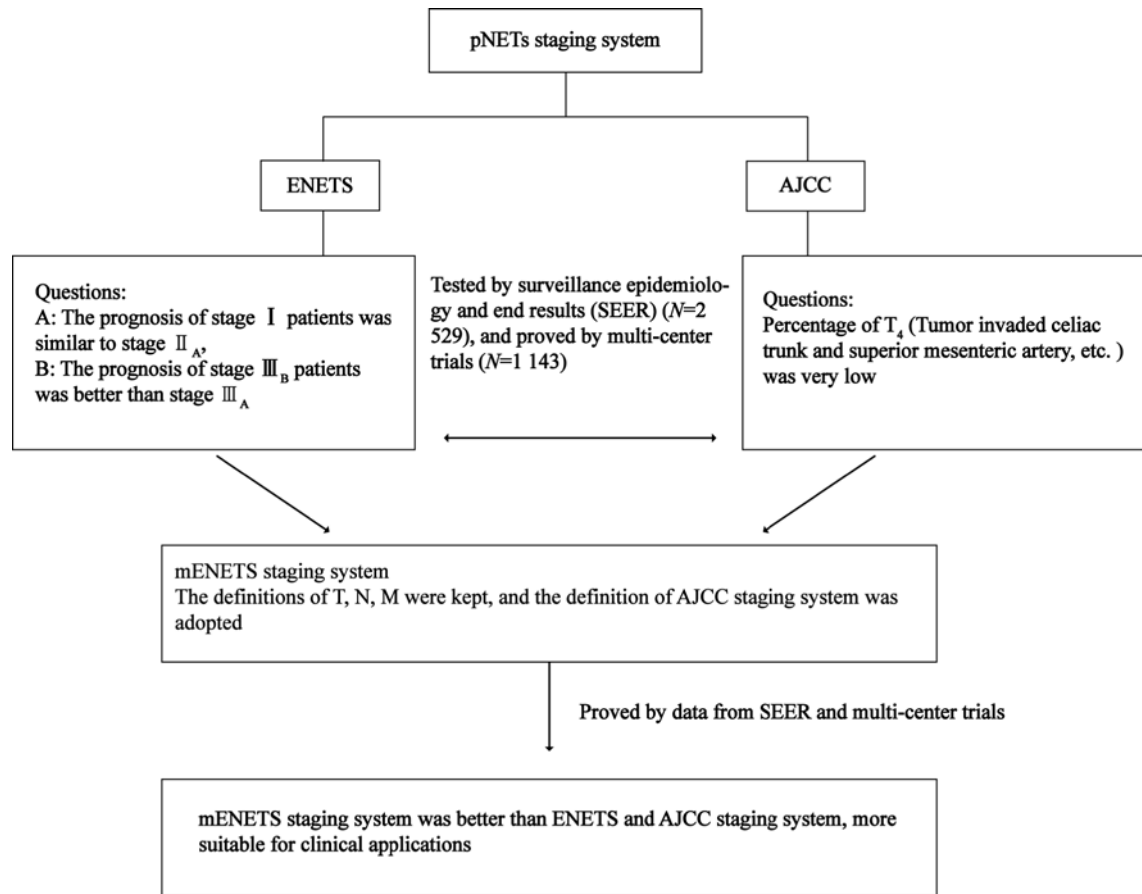 pNETs staging system
ENETS
AJCC
Questions:
A: The prognosis of stage Ⅰ patients was
similar to stage Ⅱ_A,
B: The prognosis of stage Ⅲ_B patients
was better than stage Ⅲ_A
Tested by surveillance epidemiolo-
gy and end results (SEER) (N=2
529), and proved by multi-center
trials (N=1 143)
Questions:
Percentage of T_4 (Tumor invaded celiac
trunk and superior mesenteric artery, etc. )
was very low
mENETS staging system
The definitions of T, N, M were kept, and the definition of AJCC staging system was
adopted
Proved by data from SEER and multi-center trials
mENETS staging system was better than ENETS and AJCC staging system, more
suitable for clinical applications